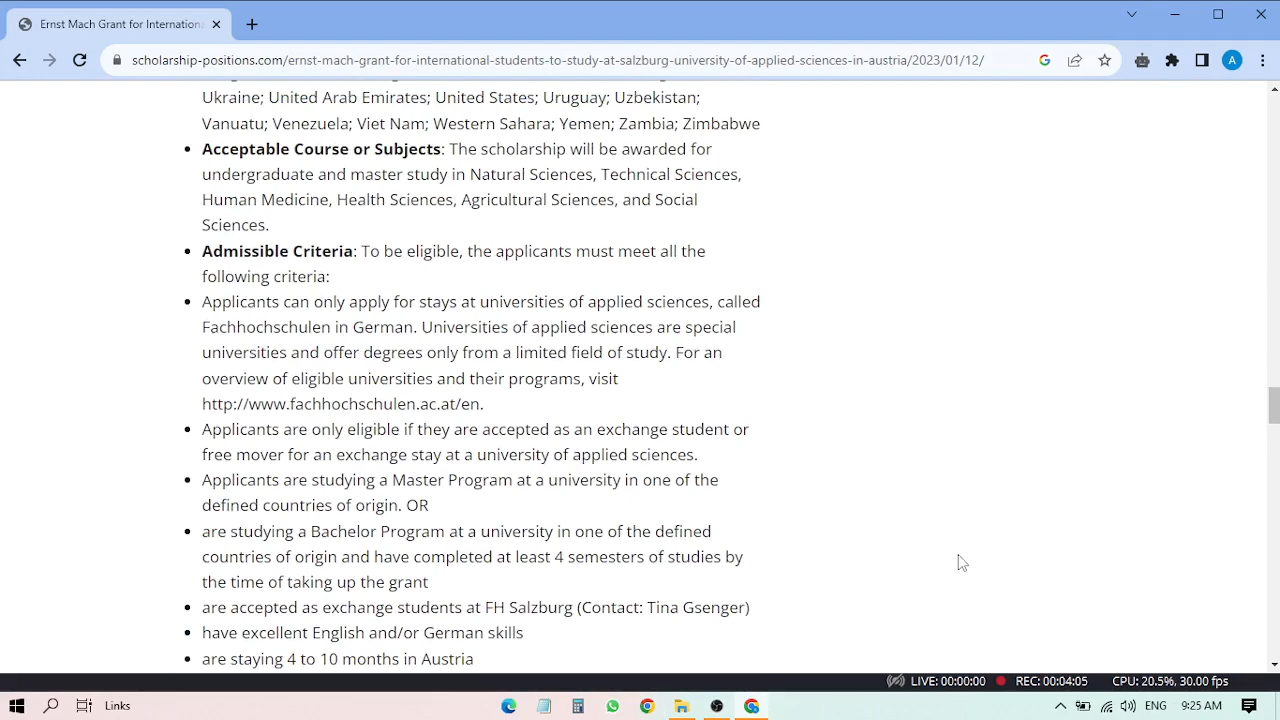 Ernst Mach Grant for Internationa
scholarship-positions.com/ernst-mach-grant-for-international-students-to-study-at-salzburg-university-of-applied-sciences-in-austria/2023/01/12/
A
Ukraine; United Arab Emirates; United States; Uruguay; Uzbekistan;
Vanuatu; Venezuela; Viet Nam; Western Sahara; Yemen; Zambia; Zimbabwe
Acceptable Course or Subjects: The scholarship will be awarded for
undergraduate and master study in Natural Sciences, Technical Sciences,
Human Medicine, Health Sciences, Agricultural Sciences, and Social
Sciences.
Admissible Criteria: To be eligible, the applicants must meet all the
following criteria:
Applicants can only apply for stays at universities of applied sciences, called
Fachhochschulen in German. Universities of applied sciences are special
universities and offer degrees only from a limited field of study. For an
overview of eligible universities and their programs, visit
http://www.fachhochschulen.ac.at/en.
Applicants are only eligible if they are accepted as an exchange student or
free mover for an exchange stay at a university of applied sciences.
Applicants are studying a Master Program at a university in one of the
defined countries of origin. OR
are studying a Bachelor Program at a university in one of the defined
countries of origin and have completed at least 4 semesters of studies by
the time of taking up the grant
are accepted as exchange students at FH Salzburg (Contact: Tina Gsenger)
have excellent English and/or German skills
are staying 4 to 10 months in Austria
LIVE: 00:00:00 REC: 00:04:05 CPU: 20.5%, 30.00 fps
Links ENG 9:25 AM